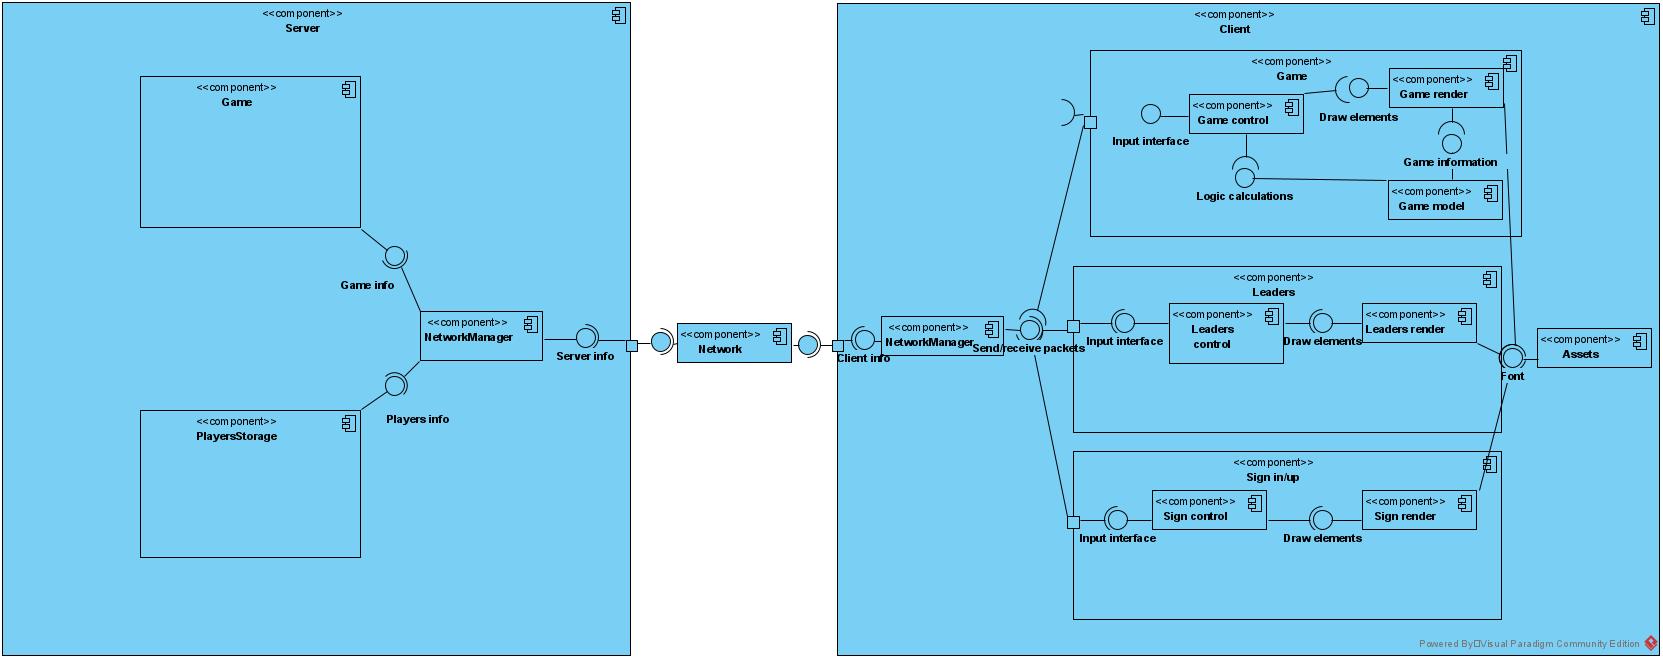 <<component>>
Server
<<component>>
Game
Game info
<<component>>
NetworkManager
Server info
Players info
<<component>>
PlayersStorage
<<component>>
Network
<<component>>
Client
<<component>>
Game
Input interface
<<component>>
Game control
Draw elements
<<component>>
Game render
Game information
Logic calculations
<<component>>
Game model
Client info
<<component>>
NetworkManager
Send/receive packets
<<component>>
Leaders
Input interface
<<component>>
Leaders
control
Draw elements
<<component>>
Leaders render
<<component>>
Assets
Font
<<component>>
Sign in/up
Input interface
<<component>>
Sign control
Draw elements
<<component>>
Sign render
Powered By Visual Paradigm Community Edition